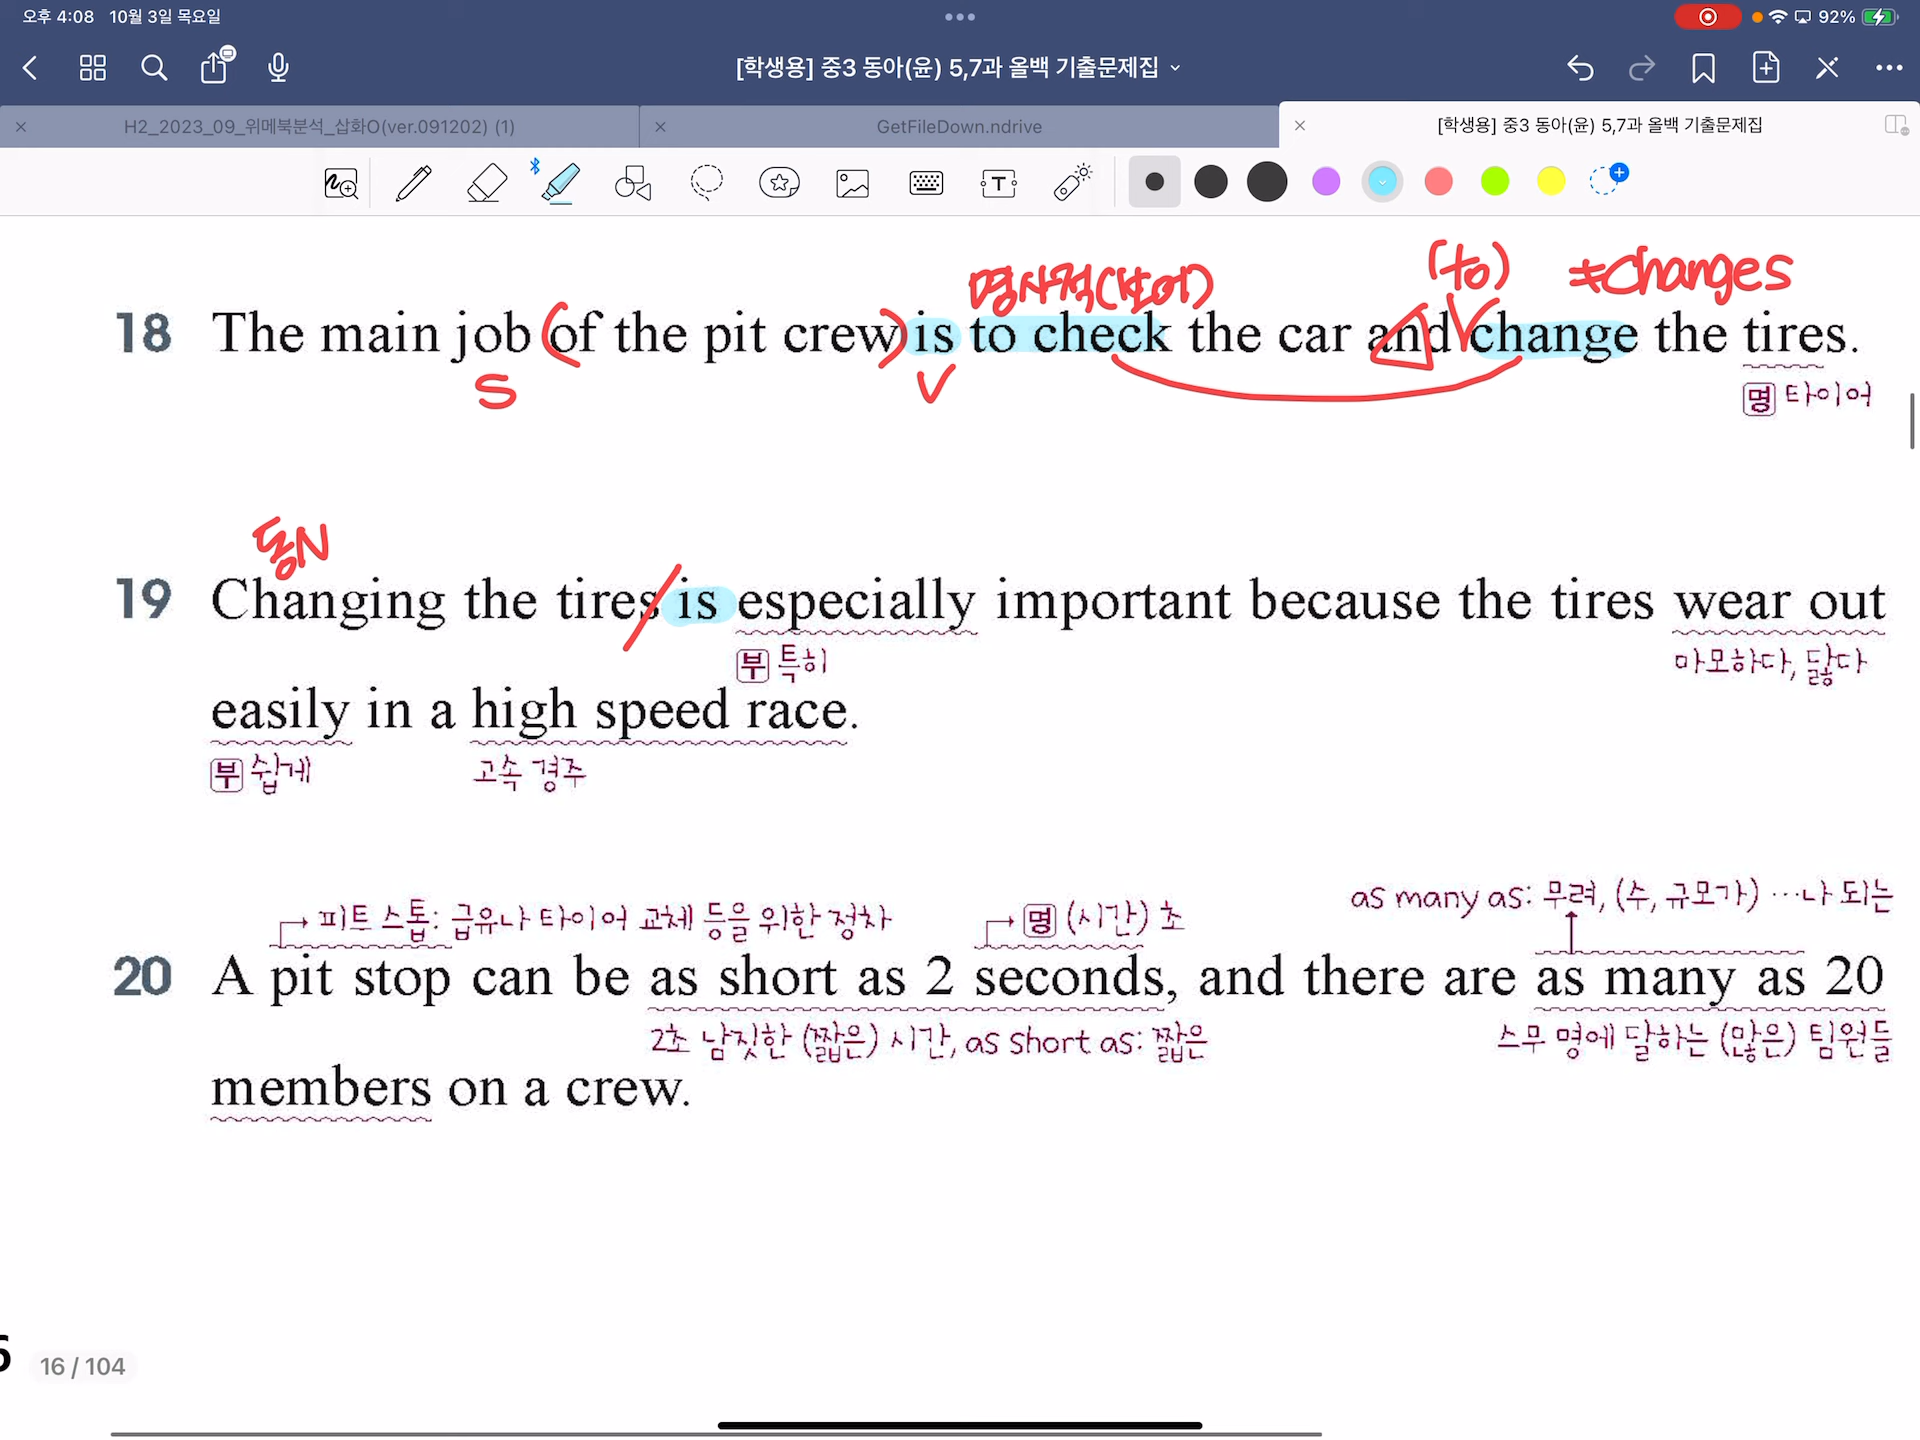 오후 4:08 10월 3일 목요일
92%
[학생용] 중3 동아(윤) 5,7과 올백 기출문제집
H2_2023_09_위메북분석_삽화O(ver.091202) (1)
GetFileDown.ndrive
[학생용] 중3 동아(윤) 5,7과 올백 기출문제집
명사적(보어)
(to)
≠changes
18 The main job (of the pit crew) is to check the car and change the tires.
S
V
명 타이어
동N
19 Changing the tires / is especially important because the tires wear out
부 특히
마모하다, 닳다
easily in a high speed race.
부 쉽게
고속 경주
as many as: 무려, (수, 규모가) …나 되는
피트 스톱: 급유나 타이어 교체 등을 위한 정차
명 (시간) 초
20 A pit stop can be as short as 2 seconds, and there are as many as 20
2초 남짓한 (짧은) 시간, as short as: 짧은
스무 명에 달하는 (많은) 팀원들
members on a crew.
16 / 104